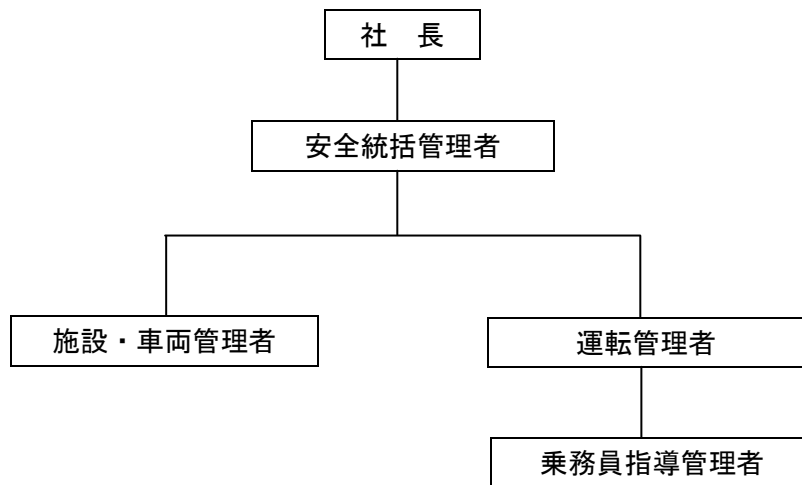 社　長
安全統括管理者
施設・車両管理者
運転管理者
乗務員指導管理者